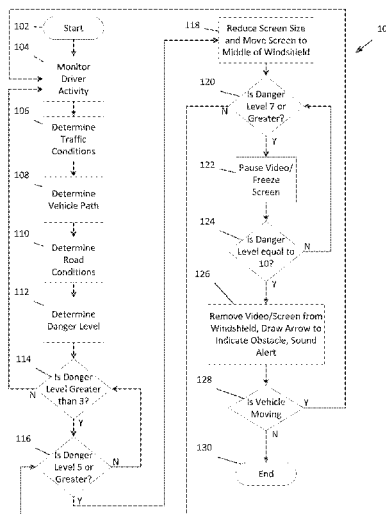 102
Start
104
Monitor
Driver
Activity
106
Determine
Traffic
Conditions
108
Determine
Vehicle Path
110
Determine
Road
Conditions
112
Determine
Danger Level
114
Is Danger
Level Greater
than 3?
N
Y
116
Is Danger
Level 5 or
Greater?
N
Y
118
Reduce Screen Size
and Move Screen to
Middle of Windshield
10
120
Is Danger
Level 7 or
Greater?
N
Y
122
Pause Video/
Freeze
Screen
124
Is Danger
Level equal to
10?
N
Y
126
Remove Video/Screen from
Windshield, Draw Arrow to
Indicate Obstacle, Sound
Alert
128
Is Vehicle
Moving
Y
N
130
End